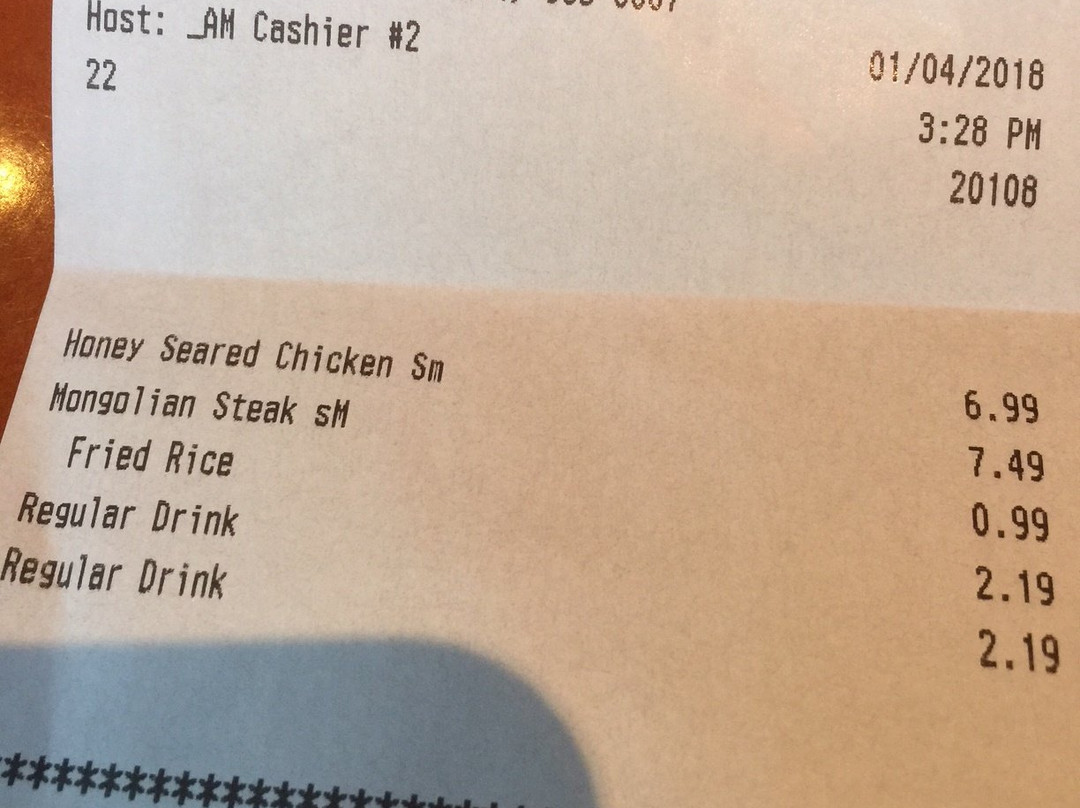 Host: _AM Cashier #2
01/04/2018
22
3:28 PM
20108
Honey Seared Chicken Sm 6.99
Mongolian Steak sM 7.49
Fried Rice 0.99
Regular Drink 2.19
Regular Drink 2.19
**********************